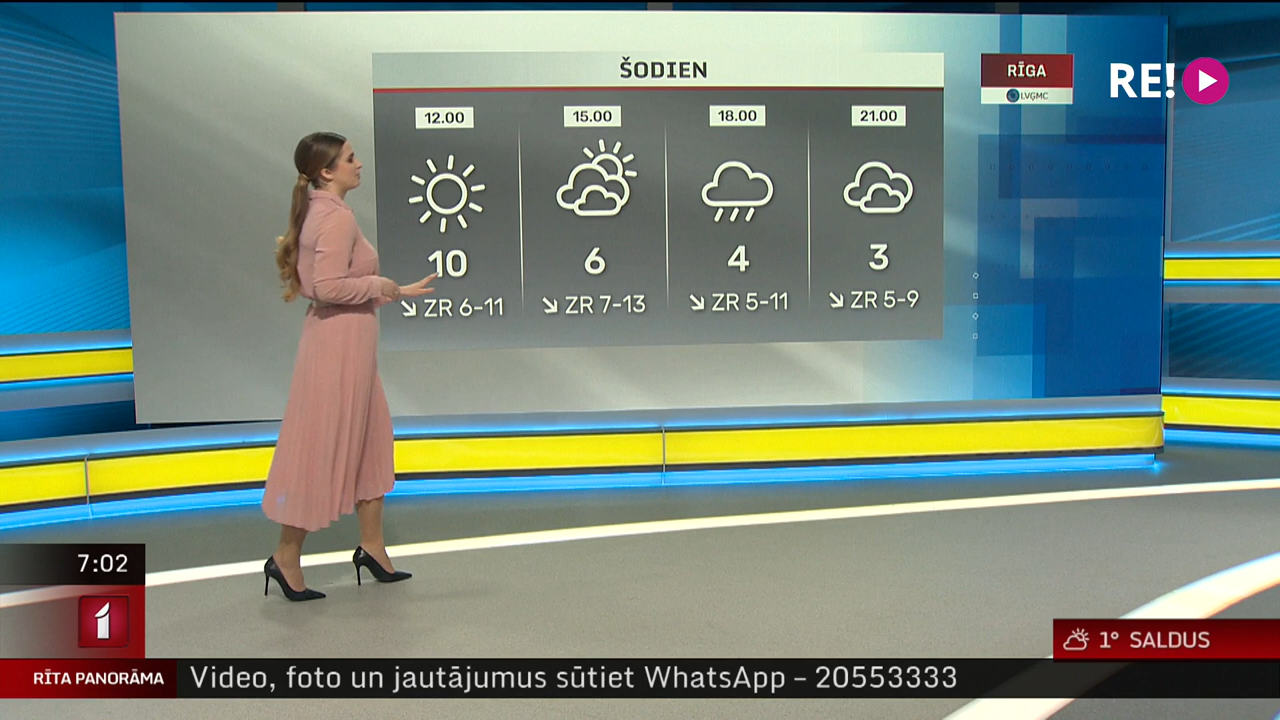 ŠODIEN
RĪGA
LVĢMC
RE!
12.00
15.00
18.00
21.00
10
6
4
3
ZR 6-11
ZR 7-13
ZR 5-11
ZR 5-9
7:02
1
1° SALDUS
RĪTA PANORĀMA
Video, foto un jautājumus sūtiet WhatsApp – 20553333